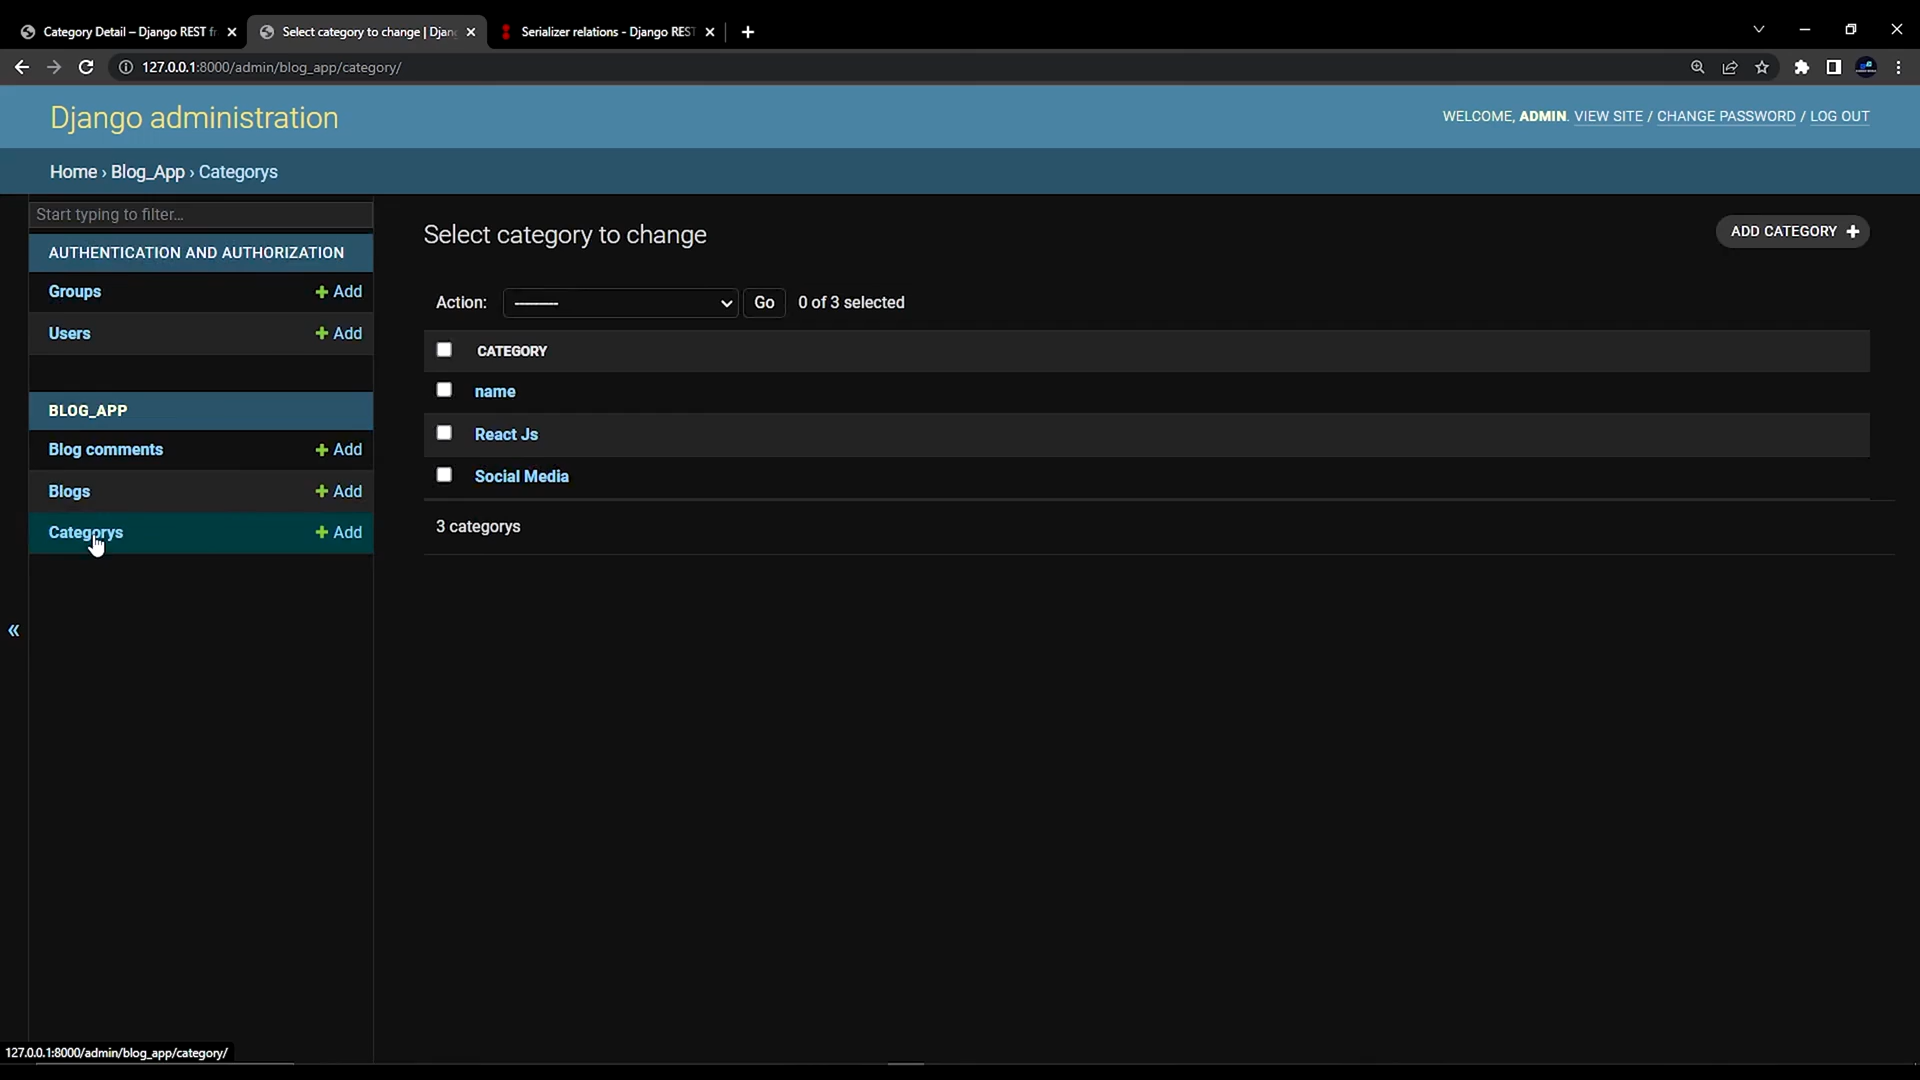 Category Detail – Django REST fr
Select category to change | Djan
Serializer relations - Django REST
127.0.0.1:8000/admin/blog_app/category/
Django administration
WELCOME, ADMIN. VIEW SITE / CHANGE PASSWORD / LOG OUT
Home › Blog_App › Categorys
Start typing to filter...
AUTHENTICATION AND AUTHORIZATION
Groups + Add
Users + Add
BLOG_APP
Blog comments + Add
Blogs + Add
Categorys + Add
«
Select category to change
ADD CATEGORY +
Action: --------- Go 0 of 3 selected
CATEGORY
name
React Js
Social Media
3 categorys
127.0.0.1:8000/admin/blog_app/category/